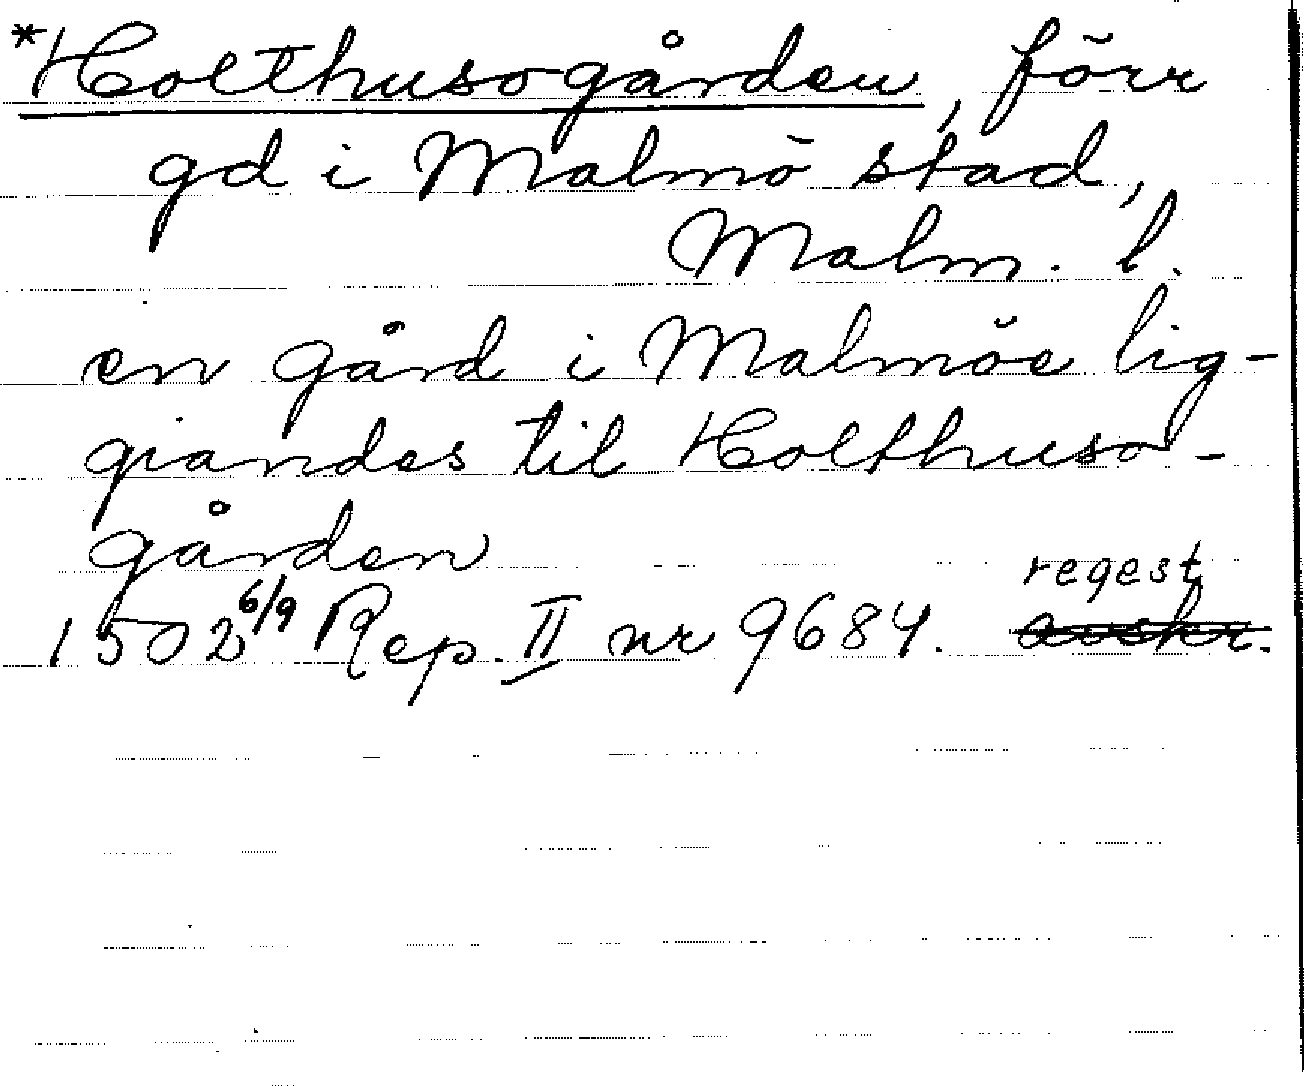 *Holthusogården, förr
gd i Malmö stad,
Malm. l.
en gård i Malmöe lig-
giandes til Holthuso-
gården
1502 6/9 Rep. II nr 9684. regest
avskr.